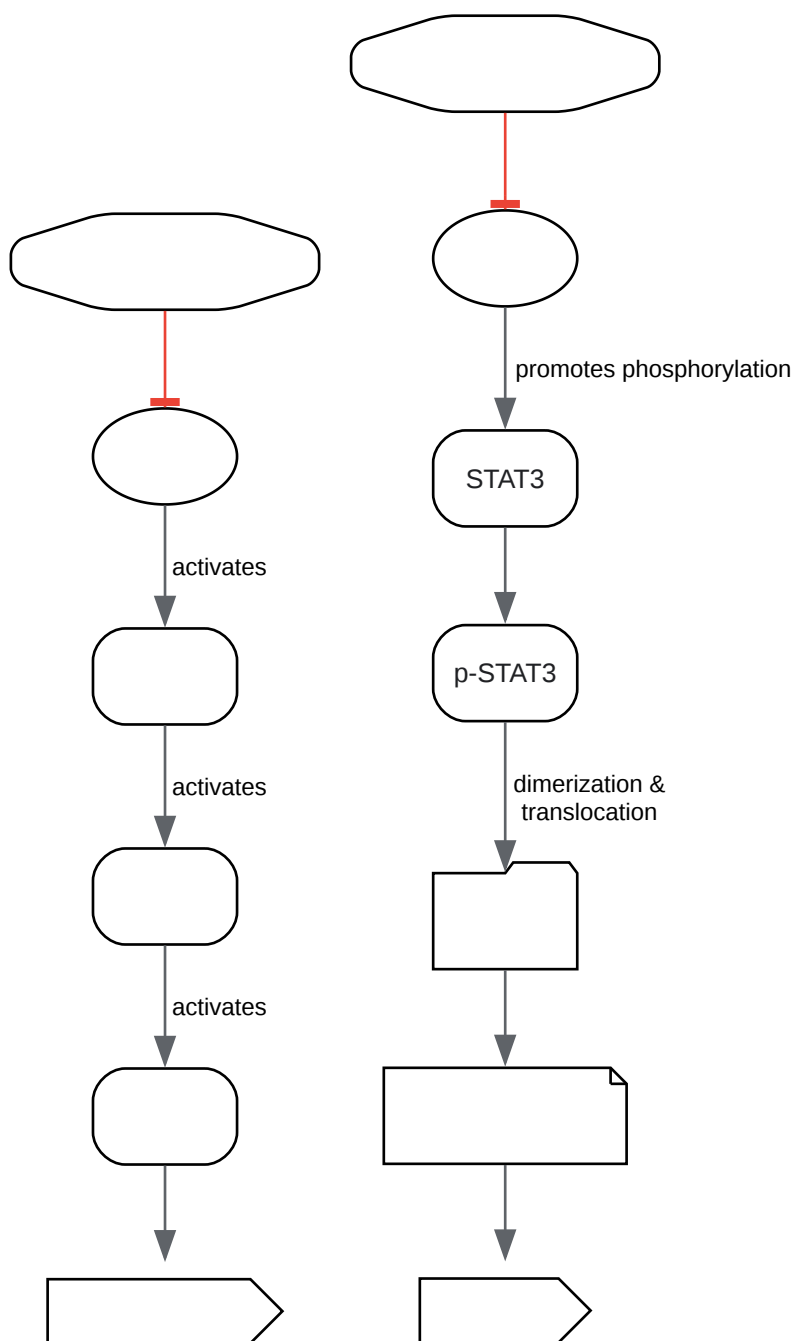 promotes phosphorylation
STAT3
activates
p-STAT3
activates
dimerization &
translocation
activates